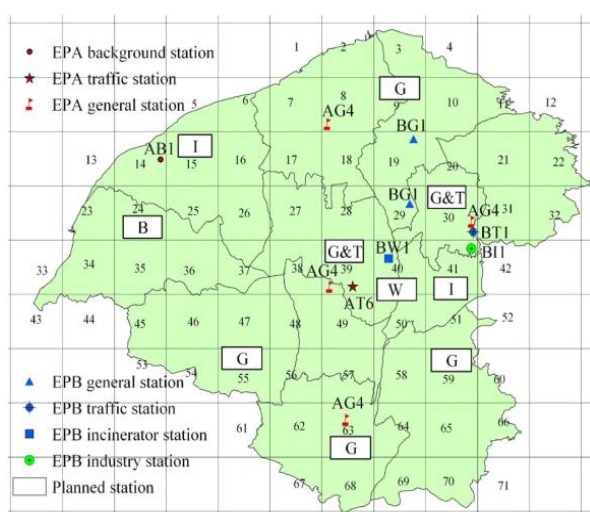 1 2 3 4
EPA background station
EPA traffic station
EPA general station
5 6 7 8 9 10 11 12
G
AG4
BG1
AB1
I
13 14 15 16 17 18 19 20 21 22
BG1
G&T
AG4
23 24 25 26 27 28 29 30 31 32
B
BT1
G&T
BW1
BI1
33 34 35 36 37 38 39 40 41 42
AG4
AT6
W
I
43 44 45 46 47 48 49 50 51 52
G
G
53 54 55 56 57 58 59 60
EPB general station
EPB traffic station
EPB incinerator station
EPB industry station
Planned station
AG4
61 62 63 64 65 66
G
67 68 69 70 71